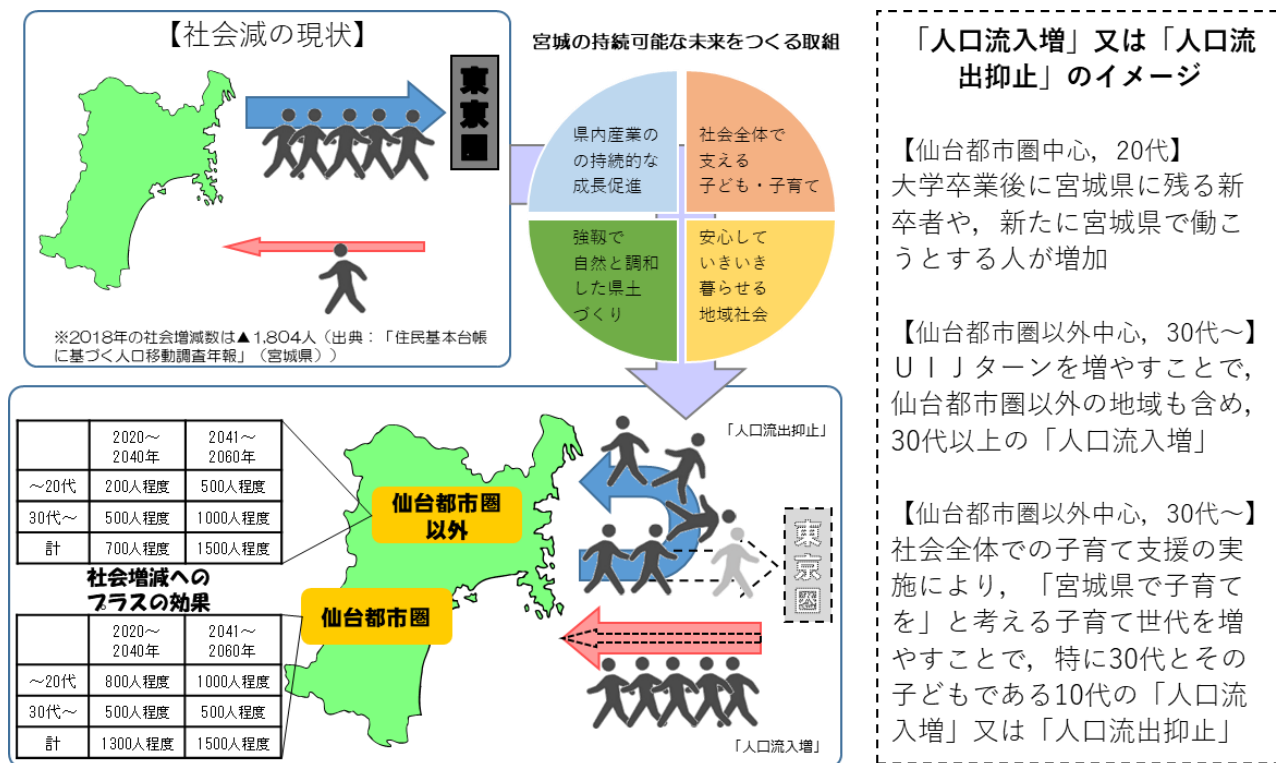 【社会減の現状】
東京圏
※2018年の社会増減数は▲1,804人（出典：「住民基本台帳
に基づく人口移動調査年報」（宮城県））
宮城の持続可能な未来をつくる取組
県内産業の
の持続的な
成長促進
社会全体で
支える
子ども・子育て
強靱で
自然と調和
した県土
づくり
安心して
いきいき
暮らせる
地域社会
2020～
2040年
2041～
2060年
～20代 200人程度 500人程度
30代～ 500人程度 1000人程度
計 700人程度 1500人程度
社会増減への
プラスの効果
2020～
2040年
2041～
2060年
～20代 800人程度 1000人程度
30代～ 500人程度 500人程度
計 1300人程度 1500人程度
仙台都市圏
以外
仙台都市圏
「人口流出抑止」
東京圏
「人口流入増」
「人口流入増」又は「人口流
出抑止」のイメージ
【仙台都市圏中心，20代】
大学卒業後に宮城県に残る新
卒者や，新たに宮城県で働こ
うとする人が増加
【仙台都市圏以外中心，30代～】
ＵＩＪターンを増やすことで，
仙台都市圏以外の地域も含め，
30代以上の「人口流入増」
【仙台都市圏以外中心，30代～】
社会全体での子育て支援の実
施により，「宮城県で子育て
を」と考える子育て世代を増
やすことで，特に30代とその
子どもである10代の「人口流
入増」又は「人口流出抑止」